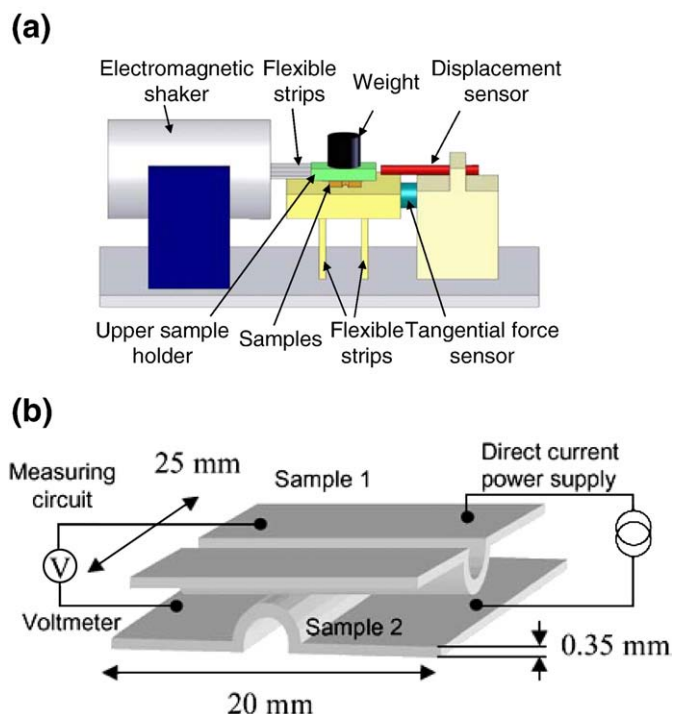 (a)
Electromagnetic
shaker
Flexible
strips
Weight
Displacement
sensor
Upper sample
holder
Samples
Flexible
strips
Tangential force
sensor
(b)
Measuring
circuit
25 mm
Sample 1
Direct current
power supply
V
Voltmeter
Sample 2
0.35 mm
20 mm